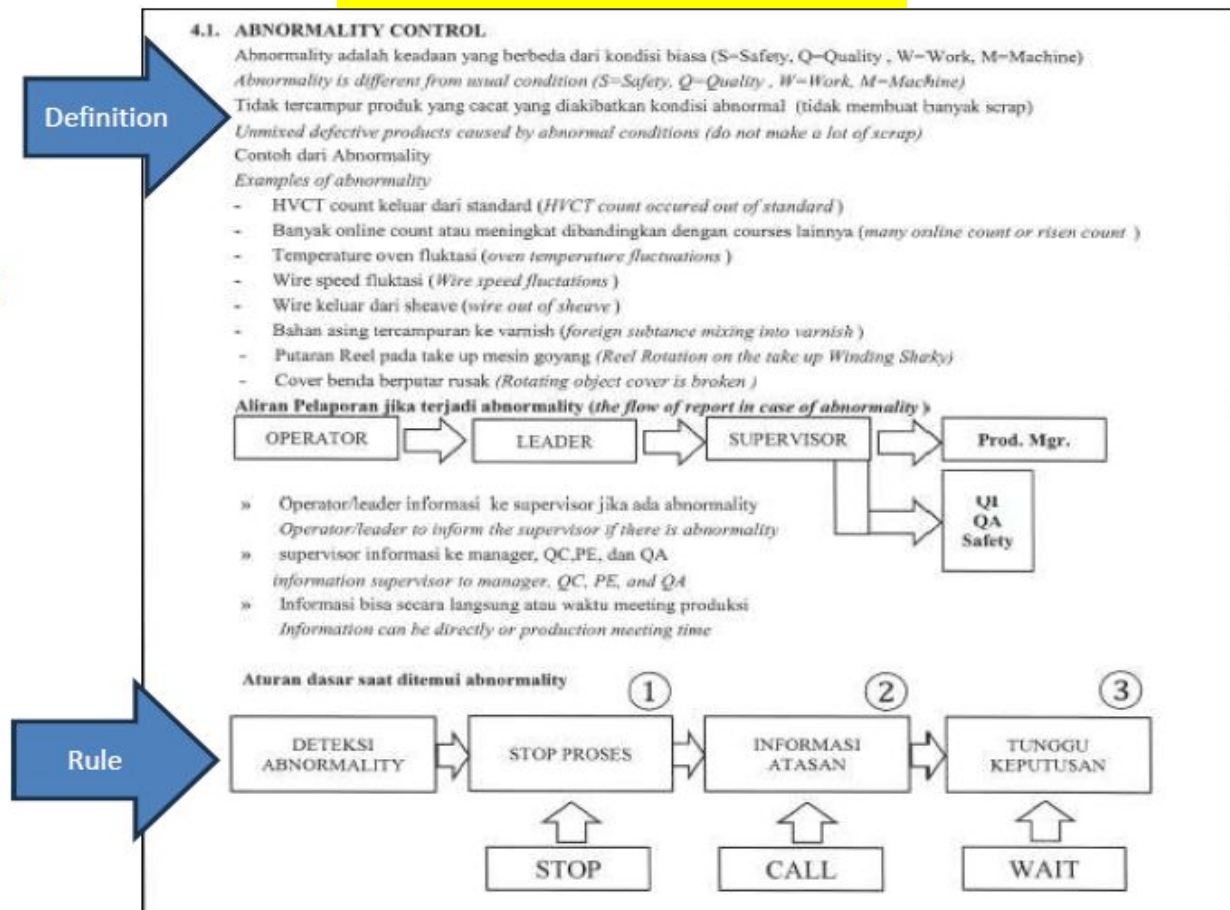 4.1. ABNORMALITY CONTROL
Abnormality adalah keadaan yang berbeda dari kondisi biasa (S=Safety, Q=Quality , W=Work, M=Machine)
Abnormality is different from usual condition (S=Safety, Q=Quality , W=Work, M=Machine)
Definition
Tidak tercampur produk yang cacat yang diakibatkan kondisi abnormal (tidak membuat banyak scrap)
Unmixed defective products caused by abnormal conditions (do not make a lot of scrap)
Contoh dari Abnormality
Examples of abnormality
- HVCT count keluar dari standard (HVCT count occured out of standard )
- Banyak online count atau meningkat dibandingkan dengan courses lainnya (many online count or risen count )
- Temperature oven fluktasi (oven temperature fluctuations )
- Wire speed fluktasi (Wire speed fluctations )
- Wire keluar dari sheave (wire out of sheave )
- Bahan asing tercampuran ke varnish (foreign subtance mixing into varnish )
- Putaran Reel pada take up mesin goyang (Reel Rotation on the take up Winding Shaky)
- Cover benda berputar rusak (Rotating object cover is broken )
Aliran Pelaporan jika terjadi abnormality (the flow of report in case of abnormality )
OPERATOR LEADER SUPERVISOR Prod. Mgr.
QI
QA
Safety
» Operator/leader informasi ke supervisor jika ada abnormality
Operator/leader to inform the supervisor if there is abnormality
» supervisor informasi ke manager, QC,PE, dan QA
information supervisor to manager, QC, PE, and QA
» Informasi bisa secara langsung atau waktu meeting produksi
Information can be directly or production meeting time
Aturan dasar saat ditemui abnormality
1 2 3
Rule
DETEKSI
ABNORMALITY
STOP PROSES
INFORMASI
ATASAN
TUNGGU
KEPUTUSAN
STOP CALL WAIT